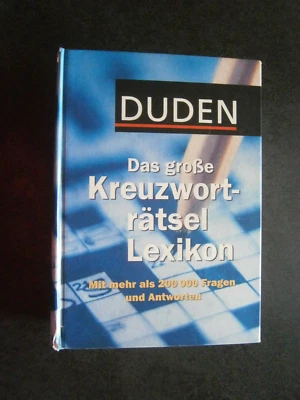 DUDEN
Das große
Kreuzwort-
rätsel
Lexikon
Mit mehr als 200 000 Fragen
und Antworten